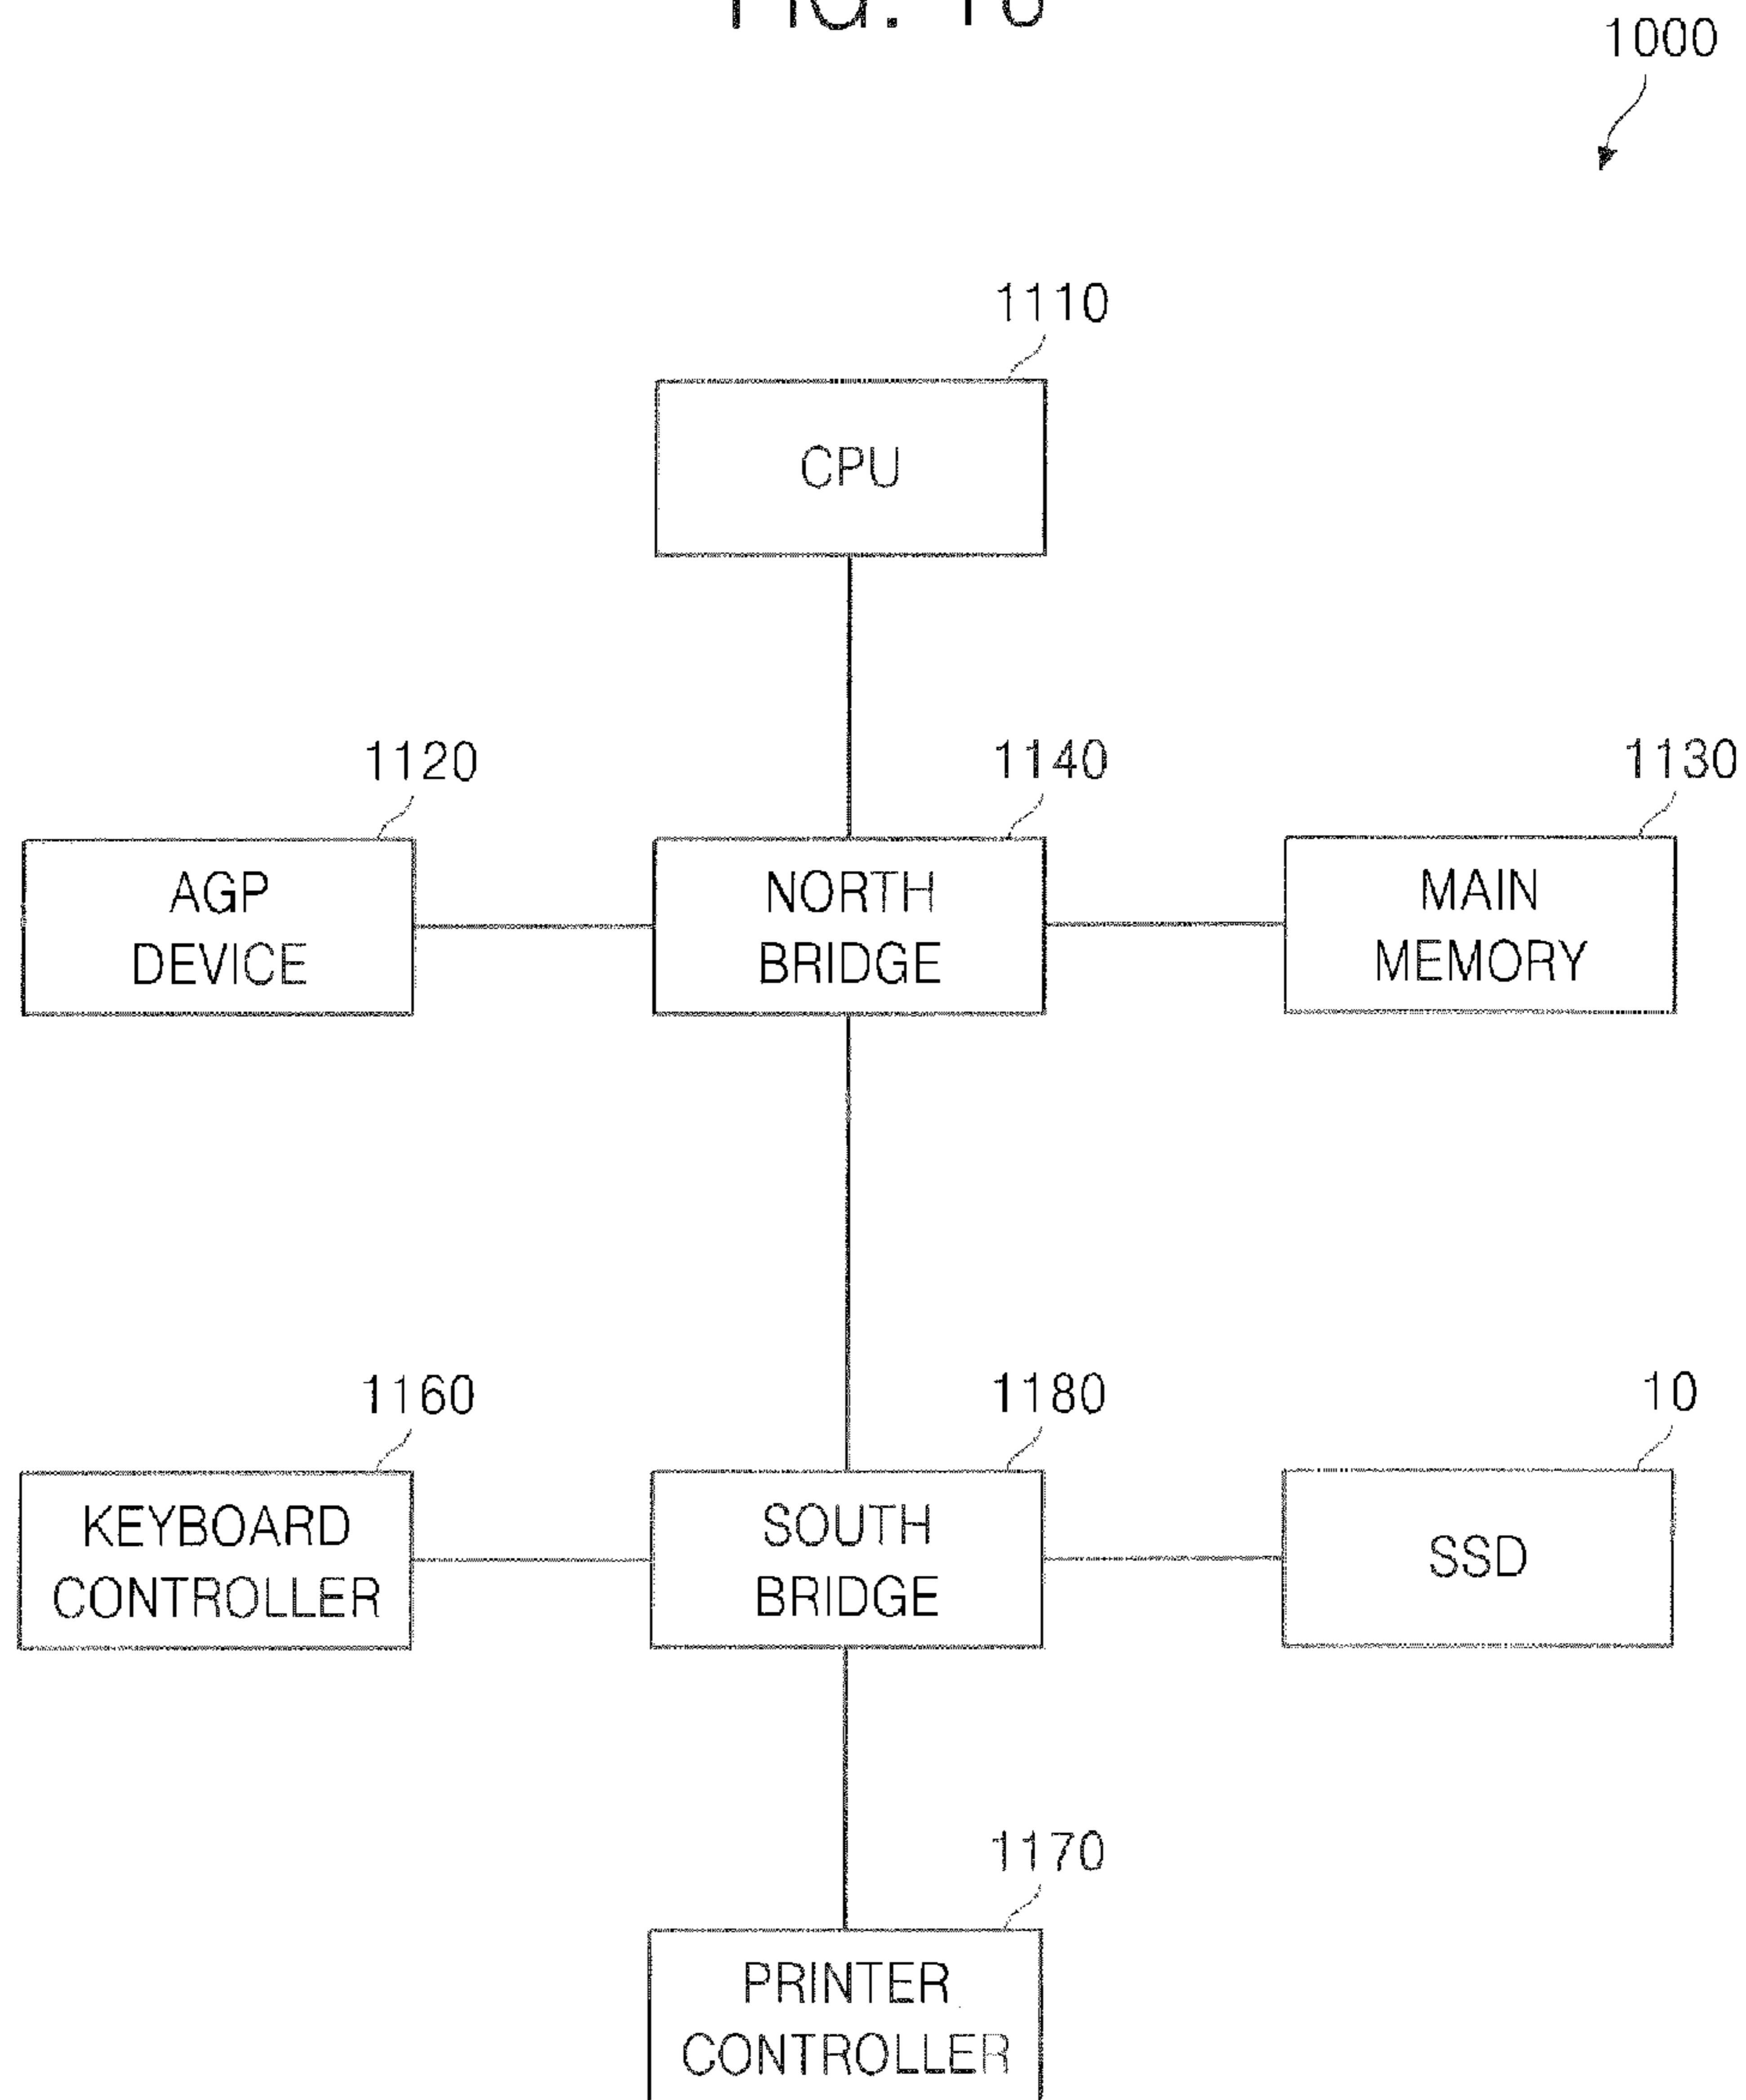 FIG.
1000
1110
CPU
1120
1140
1130
AGP
DEVICE
NORTH
BRIDGE
MAIN
MEMORY
1160
1180
10
KEYBOARD
CONTROLLER
SOUTH
BRIDGE
SSD
1170
PRINTER
CONTROLLER